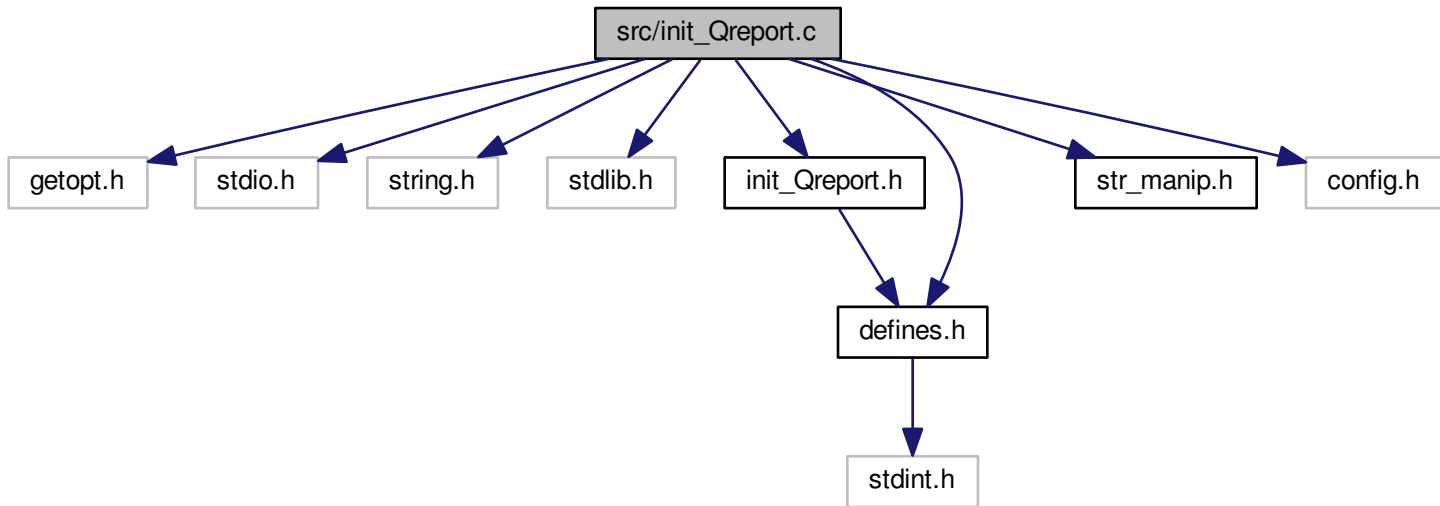 src/init_Qreport.c
getopt.h
stdio.h
string.h
stdlib.h
init_Qreport.h
str_manip.h
config.h
defines.h
stdint.h